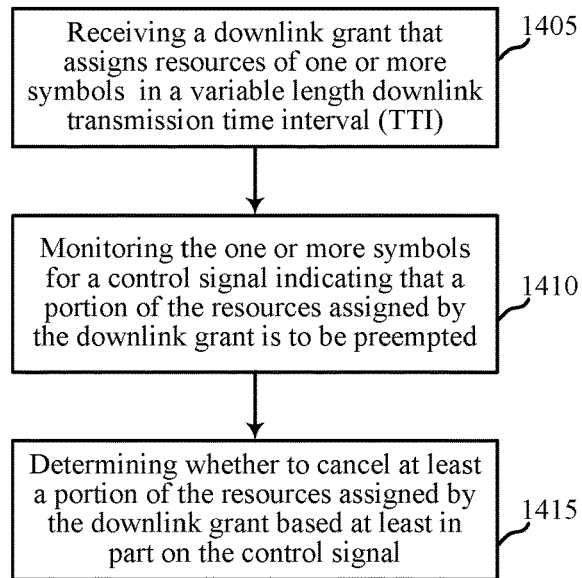 Receiving a downlink grant that
assigns resources of one or more
symbols in a variable length downlink
transmission time interval (TTI)
1405
Monitoring the one or more symbols
for a control signal indicating that a
portion of the resources assigned by
the downlink grant is to be preempted
1410
Determining whether to cancel at least
a portion of the resources assigned by
the downlink grant based at least in
part on the control signal
1415